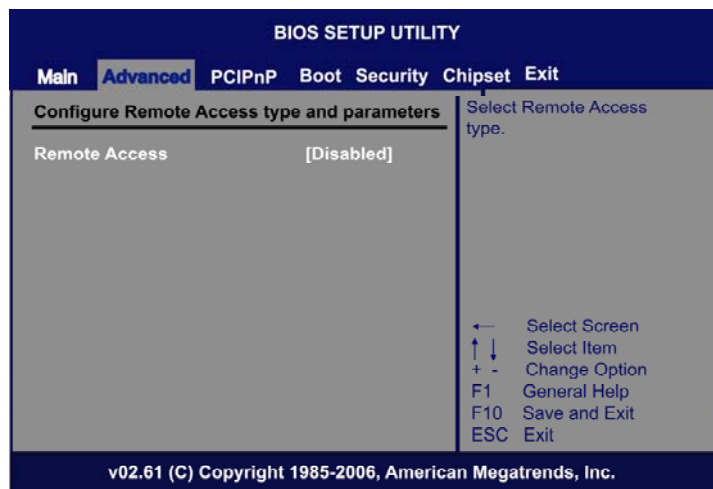 BIOS SETUP UTILITY
Main Advanced PCIPnP Boot Security Chipset Exit
Configure Remote Access type and parameters
Remote Access [Disabled]
Select Remote Access
type.
← Select Screen
↑ ↓ Select Item
+ - Change Option
F1 General Help
F10 Save and Exit
ESC Exit
v02.61 (C) Copyright 1985-2006, American Megatrends, Inc.